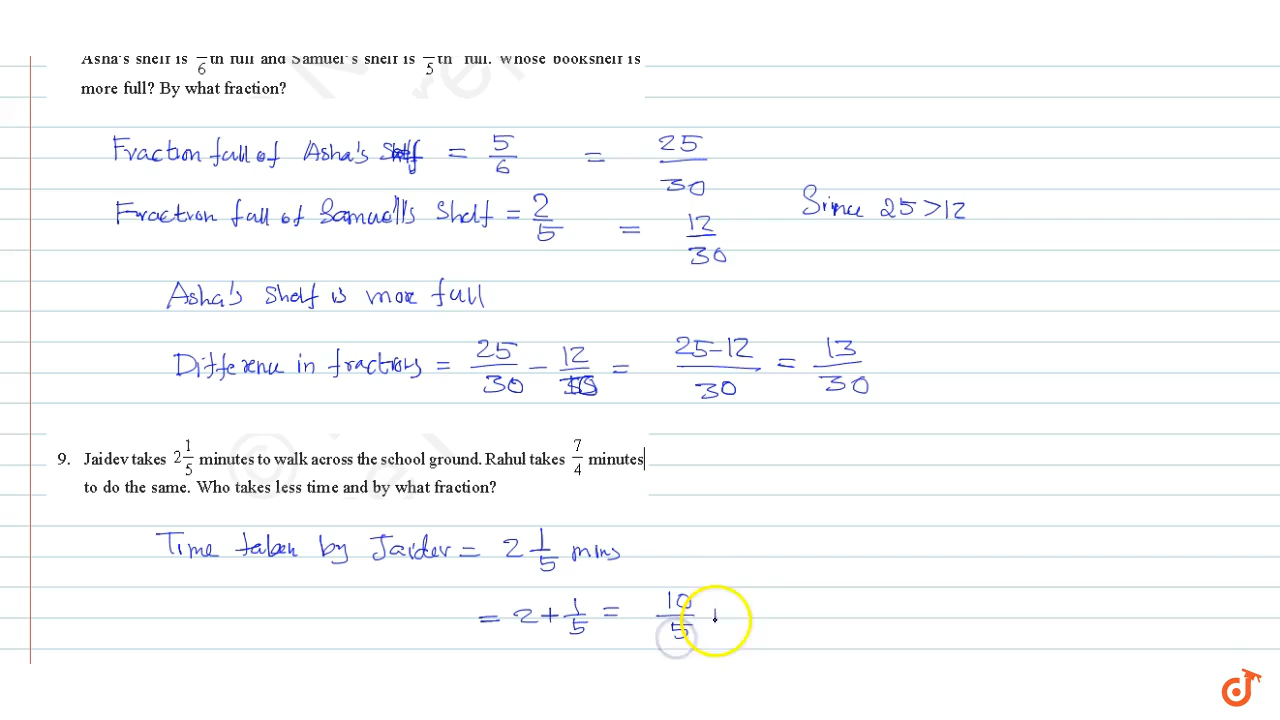 Asha's shelf is _/6 th full and Samuel's shelf is _/5 th full. Whose bookshelf is
more full? By what fraction?
Fraction full of Asha's Shelf = 5/6 = 25/30
Fraction full of Samuel's Shelf = 2/5 = 12/30
Since 25 > 12
Asha's Shelf is more full
Difference in fractions = 25/30 - 12/30 = 25-12/30 = 13/30
9. Jaidev takes 2 1/5 minutes to walk across the school ground. Rahul takes 7/4 minutes
to do the same. Who takes less time and by what fraction?
Time taken by Jaidev = 2 1/5 mins
= 2 + 1/5 = 10/5